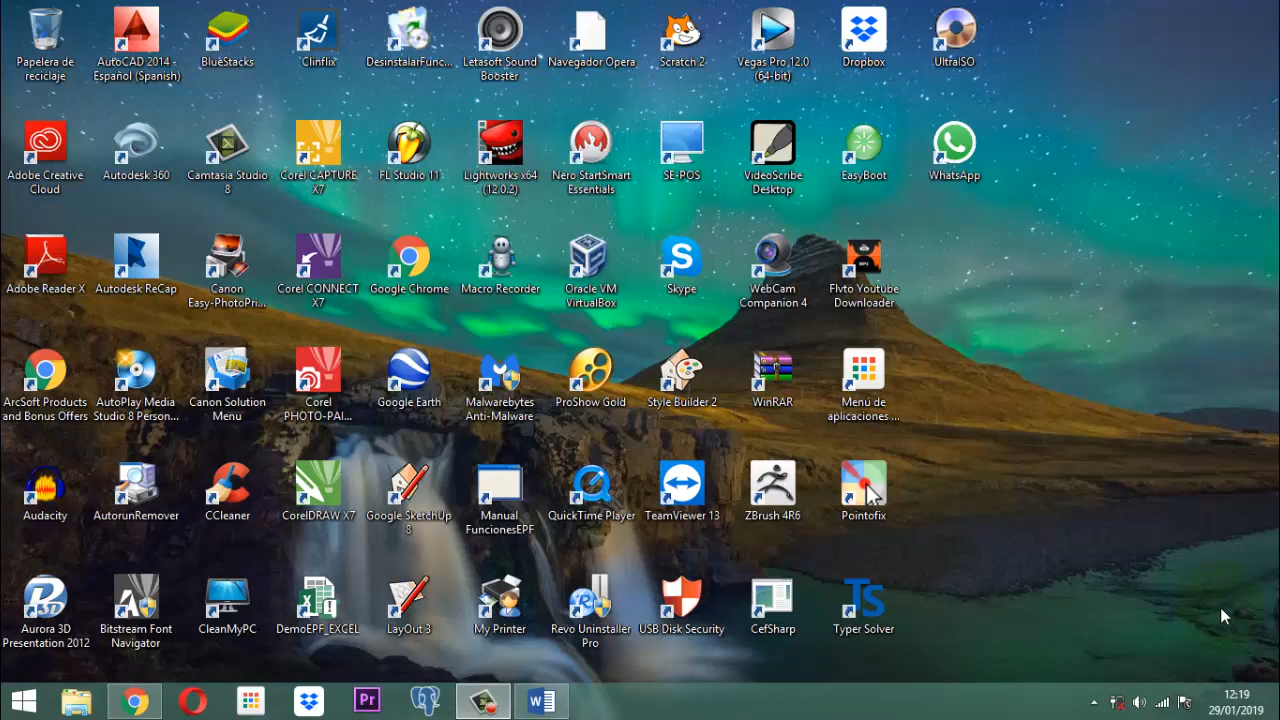 Papelera de
reciclaje
AutoCAD 2014 -
Español (Spanish)
BlueStacks
Clinflix
DesinstalarFunc...
Letasoft Sound
Booster
Navegador Opera
Scratch 2
Vegas Pro 12.0
(64-bit)
Dropbox
UltraISO
Adobe Creative
Cloud
Autodesk 360
Camtasia Studio
8
Corel CAPTURE
X7
FL Studio 11
Lightworks x64
(12.0.2)
Nero StartSmart
Essentials
SE-POS
VideoScribe
Desktop
EasyBoot
WhatsApp
Adobe Reader X
Autodesk ReCap
Canon
Easy-PhotoPri...
Corel CONNECT
X7
Google Chrome
Macro Recorder
Oracle VM
VirtualBox
Skype
WebCam
Companion 4
Flvto Youtube
Downloader
ArcSoft Products
and Bonus Offers
AutoPlay Media
Studio 8 Person...
Canon Solution
Menu
Corel
PHOTO-PAI...
Google Earth
Malwarebytes
Anti-Malware
ProShow Gold
Style Builder 2
WinRAR
Menú de
aplicaciones ...
Audacity
AutorunRemover
CCleaner
CorelDRAW X7
Google SketchUp
8
Manual
FuncionesEPF
QuickTime Player
TeamViewer 13
ZBrush 4R6
Pointofix
Aurora 3D
Presentation 2012
Bitstream Font
Navigator
CleanMyPC
DemoEPF_EXCEL
LayOut 3
My Printer
Revo Uninstaller
Pro
USB Disk Security
CefSharp
Typer Solver
Pr
12:19
29/01/2019